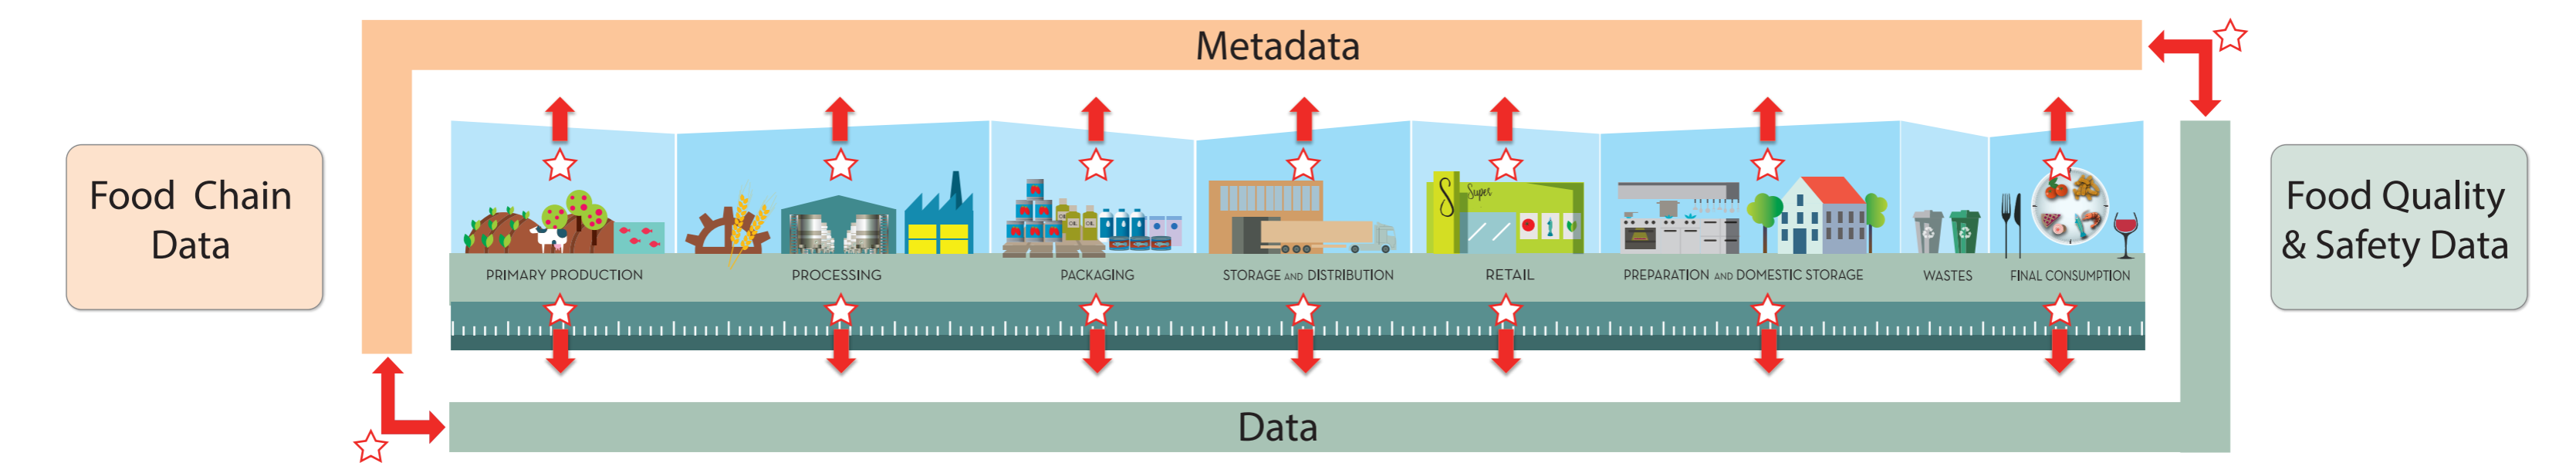 Metadata
Food Chain
Data
Food Quality
& Safety Data
S Super
PRIMARY PRODUCTION
PROCESSING
PACKAGING
STORAGE AND DISTRIBUTION
RETAIL
PREPARATION AND DOMESTIC STORAGE
WASTES
FINAL CONSUMPTION
Data